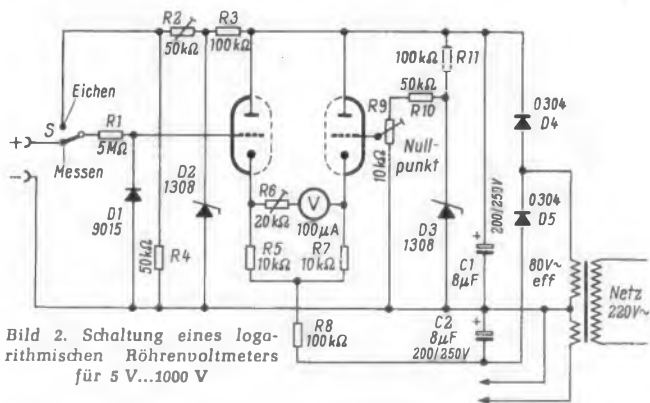 R2
50kΩ
R3
100kΩ
Eichen
S
R1
5MΩ
Messen
+
−
D1
9015
50kΩ
R4
D2
1308
R6
20kΩ
V
100µA
R5
10kΩ
R7
10kΩ
R8
100kΩ
R9
10kΩ
Null-
punkt
50kΩ
R10
100kΩ
R11
D3
1308
+
C1
8µF
200/250V
+
C2
8µF
200/250V
0304
D4
0304
D5
80V~
eff
Netz
220V~
Bild 2. Schaltung eines loga-
rithmischen Röhrenvoltmeters
für 5 V...1000 V